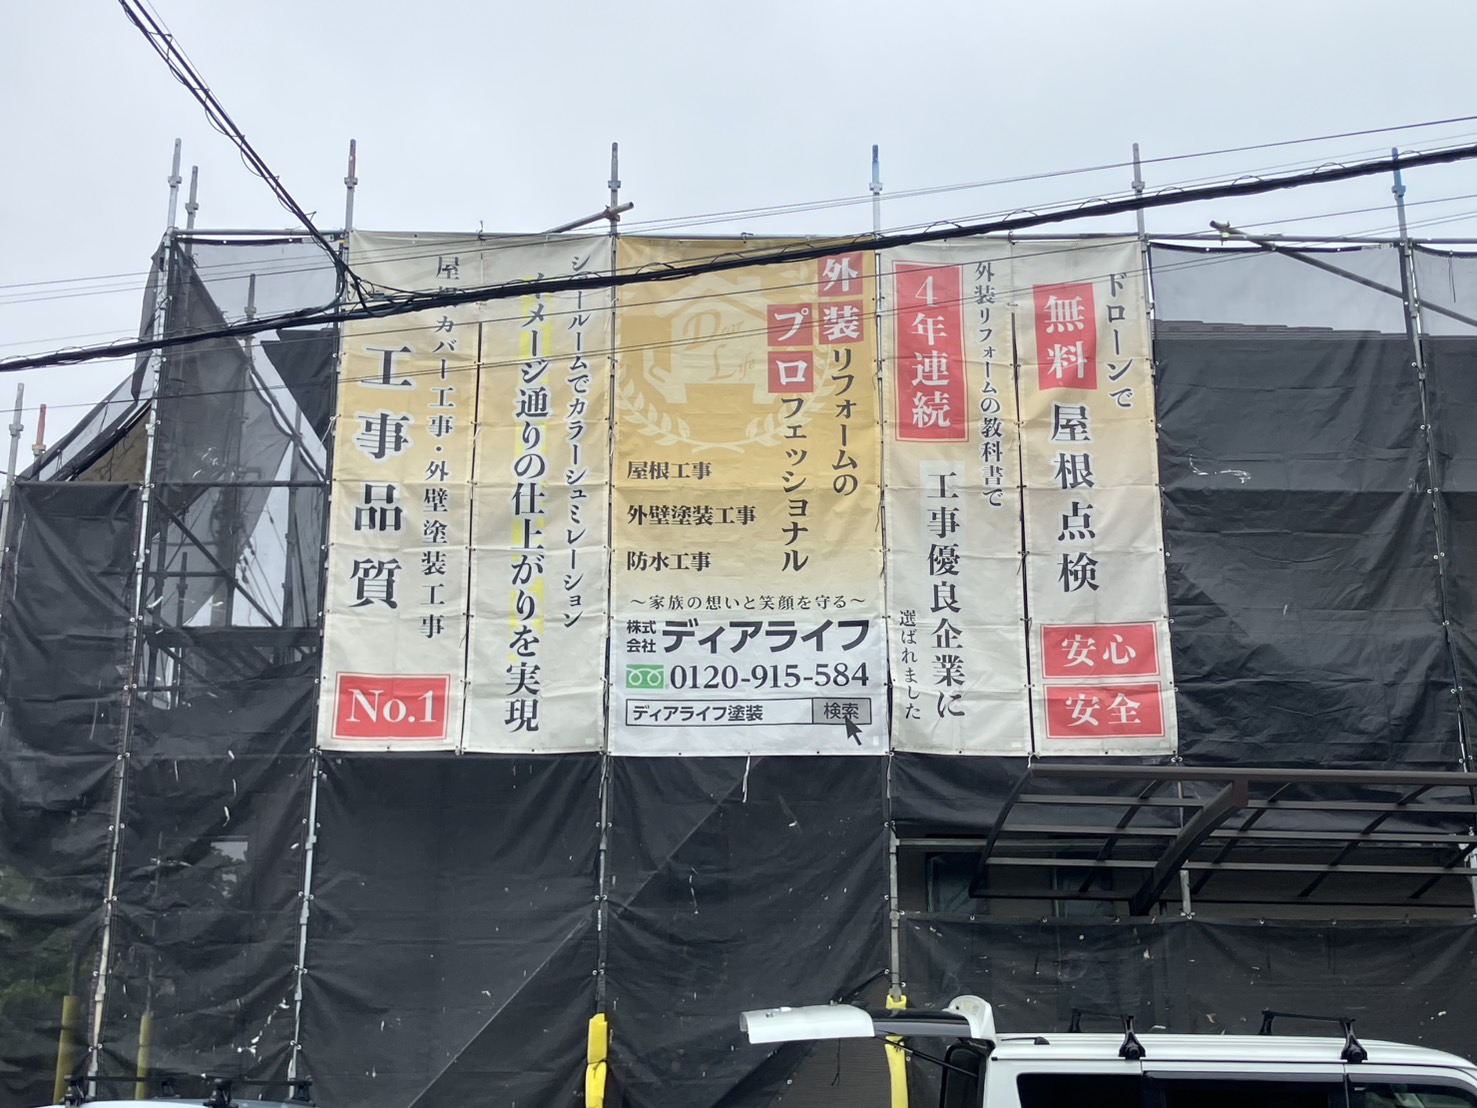 ドローンで
無料
屋根点検
安心
安全
外装リフォームの教科書で
4年連続
工事優良企業に
選ばれました
外装リフォームの
プロフェッショナル
屋根工事
外壁塗装工事
防水工事
～家族の想いと笑顔を守る～
株式会社 ディアライフ
0120-915-584
ディアライフ塗装 検索
ショールームでカラーシュミレーション
イメージ通りの仕上がりを実現
屋根カバー工事・外壁塗装工事
工事品質
No.1